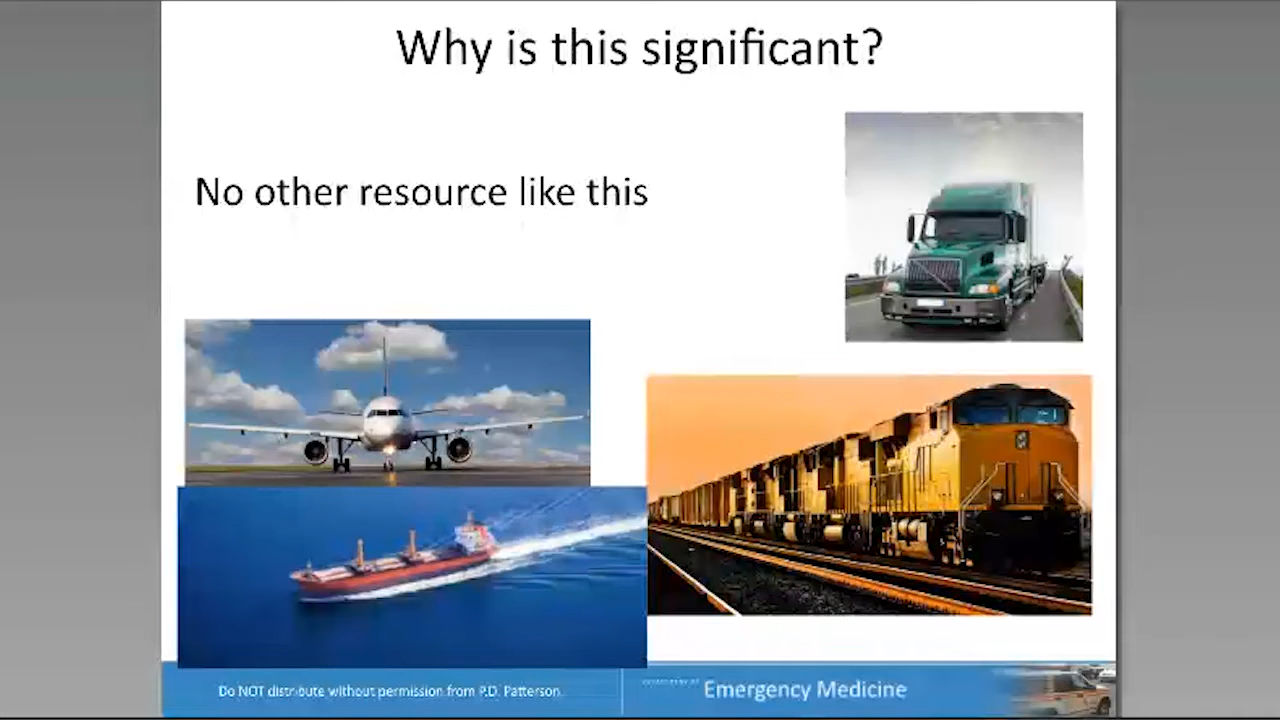 Why is this significant?
No other resource like this
Do NOT distribute without permission from P.D. Patterson.
Emergency Medicine